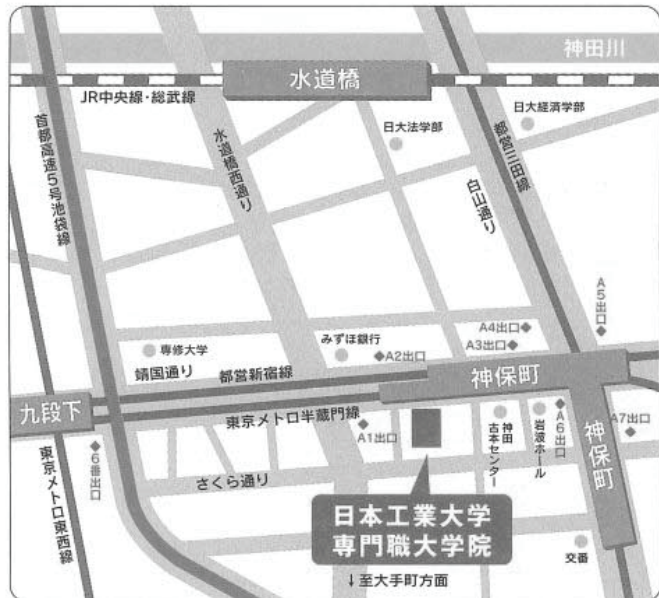 神田川
水道橋
JR中央線・総武線
日大法学部
日大経済学部
首都高速5号池袋線
水道橋西通り
都営三田線
白山通り
A5出口
A4出口
A3出口
専修大学
みずほ銀行
A2出口
靖国通り
都営新宿線
神保町
九段下
東京メトロ半蔵門線
A1出口
神田
古本センター
岩波ホール
A6出口
A7出口
神保町
6番出口
東京メトロ東西線
さくら通り
日本工業大学
専門職大学院
交番
↓至大手町方面